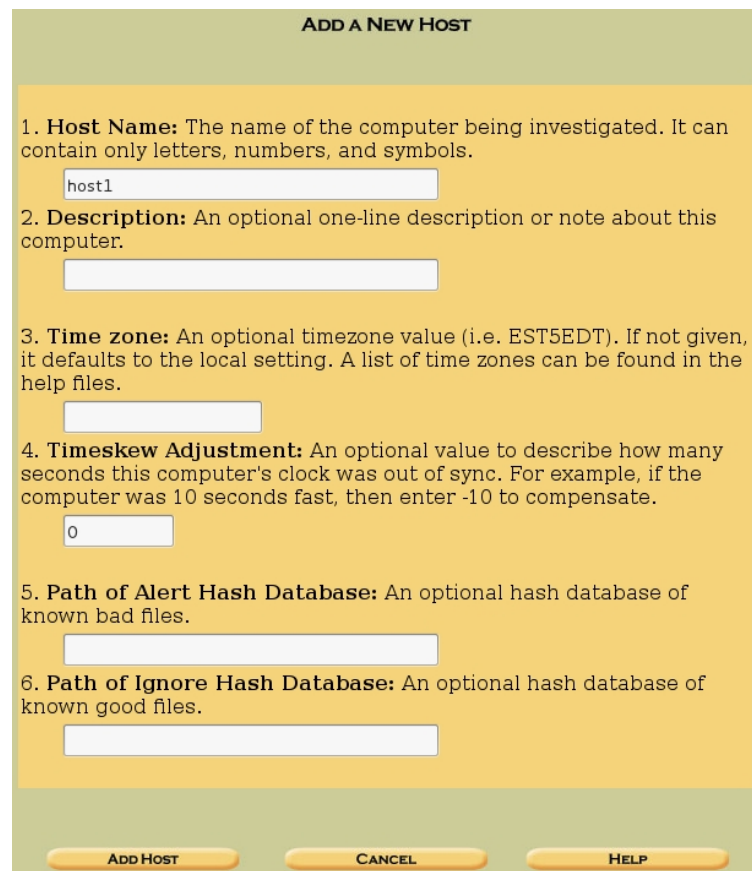 ADD A NEW HOST
1. Host Name: The name of the computer being investigated. It can
contain only letters, numbers, and symbols.
host1
2. Description: An optional one-line description or note about this
computer.
3. Time zone: An optional timezone value (i.e. EST5EDT). If not given,
it defaults to the local setting. A list of time zones can be found in the
help files.
4. Timeskew Adjustment: An optional value to describe how many
seconds this computer's clock was out of sync. For example, if the
computer was 10 seconds fast, then enter -10 to compensate.
0
5. Path of Alert Hash Database: An optional hash database of
known bad files.
6. Path of Ignore Hash Database: An optional hash database of
known good files.
ADD HOST CANCEL HELP